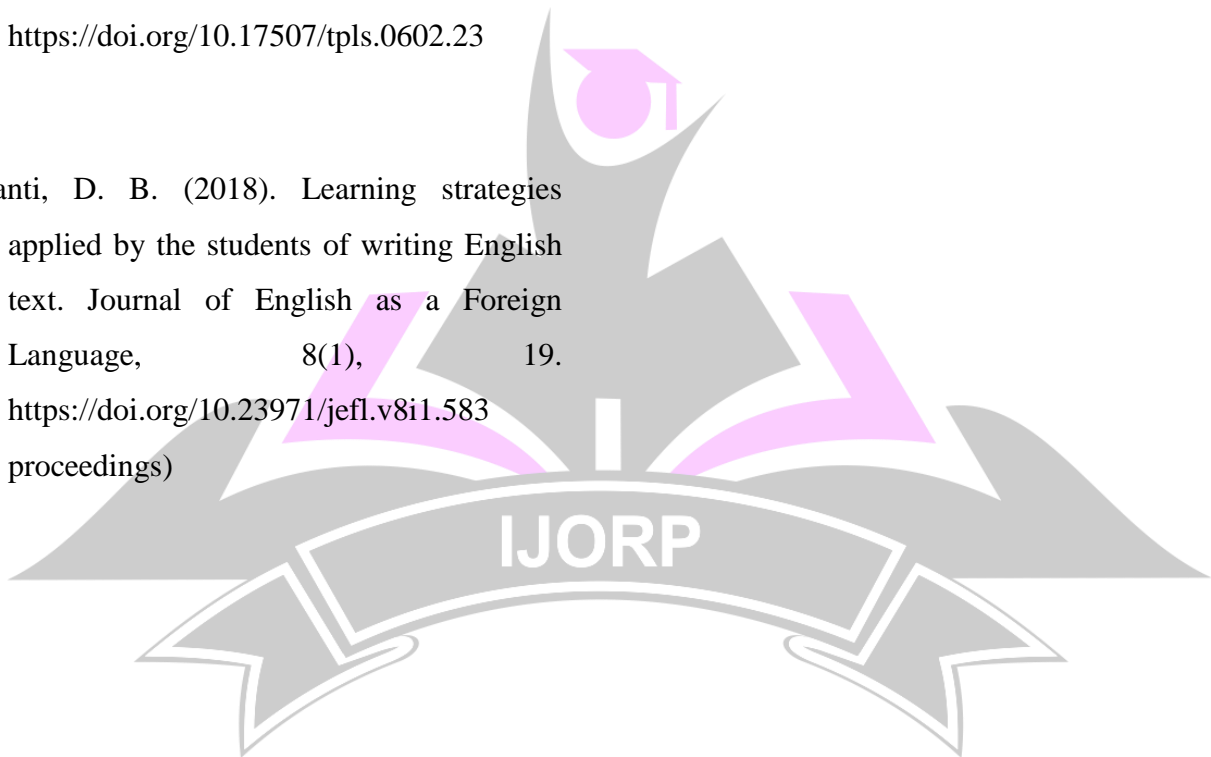 https://doi.org/10.17507/tpls.0602.23
anti, D. B. (2018). Learning strategies
applied by the students of writing English
text. Journal of English as a Foreign
Language, 8(1), 19.
https://doi.org/10.23971/jefl.v8i1.583
proceedings)
IJORP